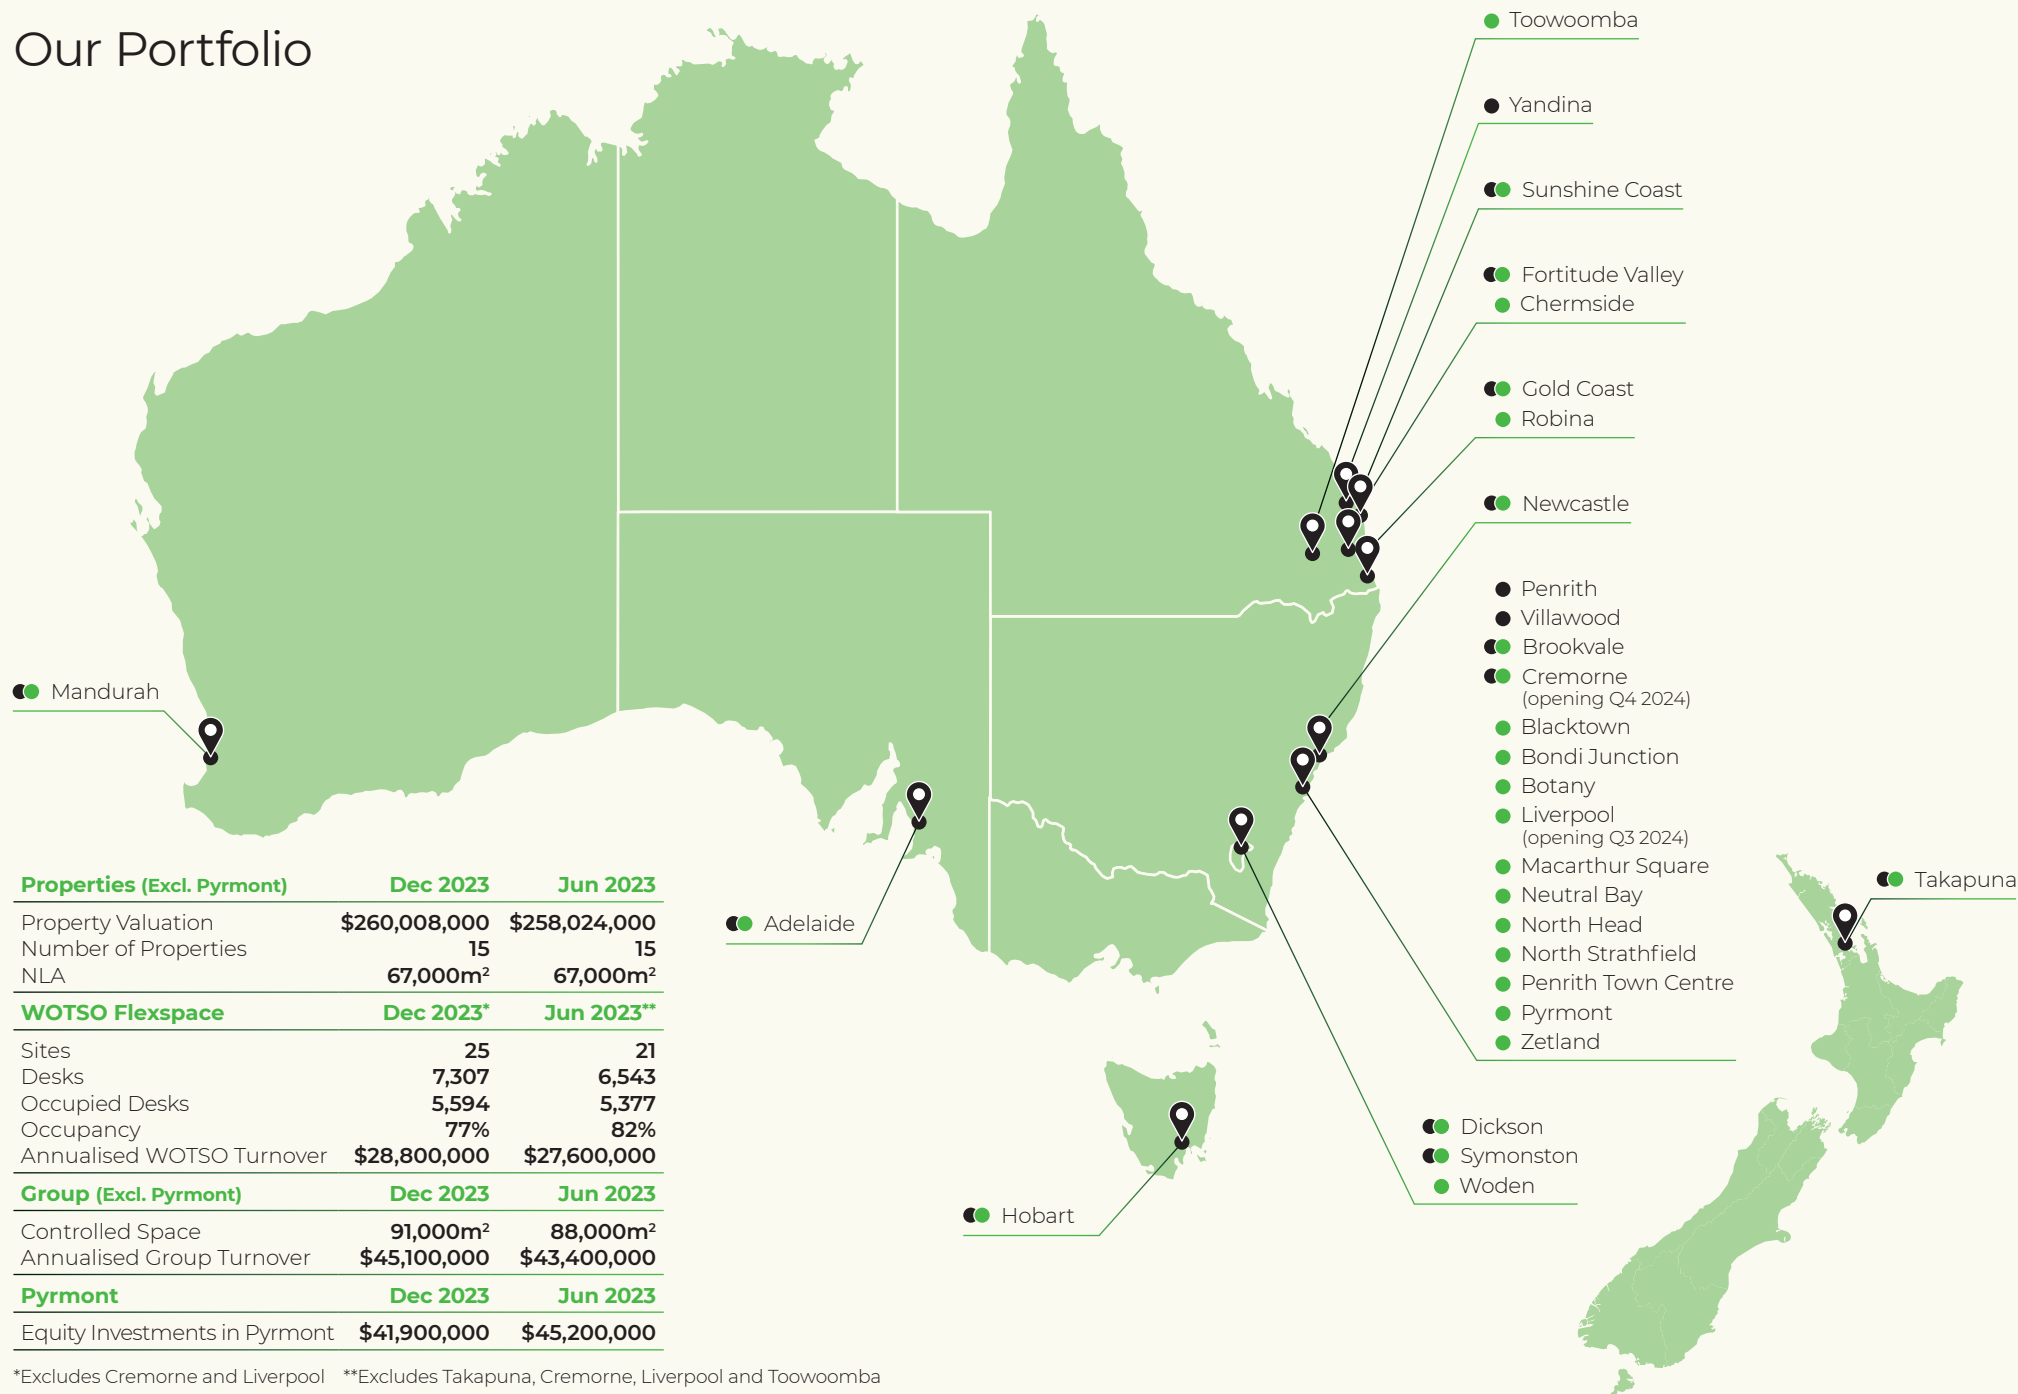 Our Portfolio
Toowoomba
Yandina
Sunshine Coast
Fortitude Valley
Chermside
Gold Coast
Robina
Newcastle
Penrith
Villawood
Brookvale
Cremorne
(opening Q4 2024)
Blacktown
Bondi Junction
Botany
Liverpool
(opening Q3 2024)
Macarthur Square
Neutral Bay
North Head
North Strathfield
Penrith Town Centre
Pyrmont
Zetland
Dickson
Symonston
Woden
Takapuna
Mandurah
Adelaide
Hobart
Properties (Excl. Pyrmont) Dec 2023 Jun 2023
Property Valuation $260,008,000 $258,024,000
Number of Properties 15 15
NLA 67,000m² 67,000m²
WOTSO Flexspace Dec 2023* Jun 2023**
Sites 25 21
Desks 7,307 6,543
Occupied Desks 5,594 5,377
Occupancy 77% 82%
Annualised WOTSO Turnover $28,800,000 $27,600,000
Group (Excl. Pyrmont) Dec 2023 Jun 2023
Controlled Space 91,000m² 88,000m²
Annualised Group Turnover $45,100,000 $43,400,000
Pyrmont Dec 2023 Jun 2023
Equity Investments in Pyrmont $41,900,000 $45,200,000
*Excludes Cremorne and Liverpool **Excludes Takapuna, Cremorne, Liverpool and Toowoomba